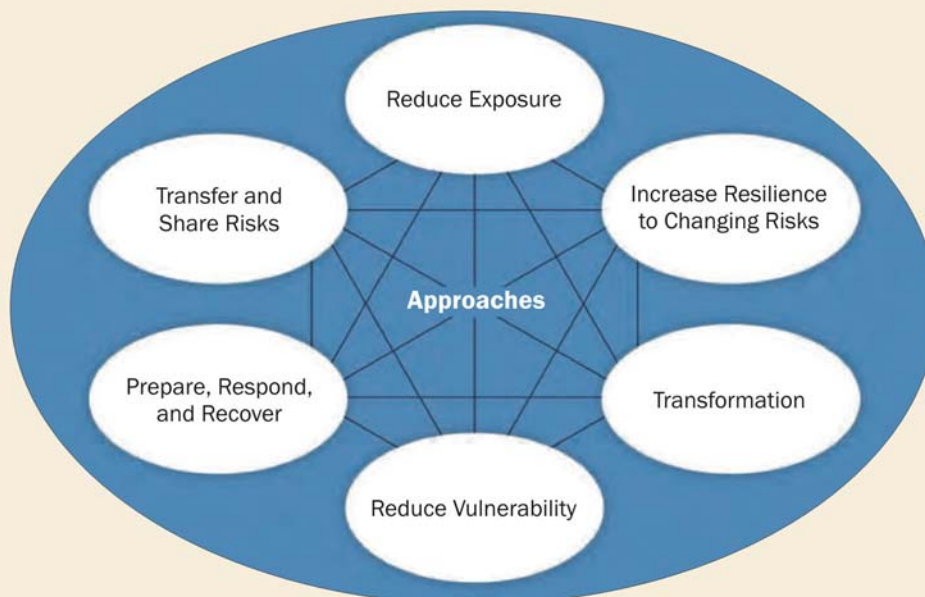 Reduce Exposure
Transfer and
Share Risks
Increase Resilience
to Changing Risks
Approaches
Prepare, Respond,
and Recover
Transformation
Reduce Vulnerability